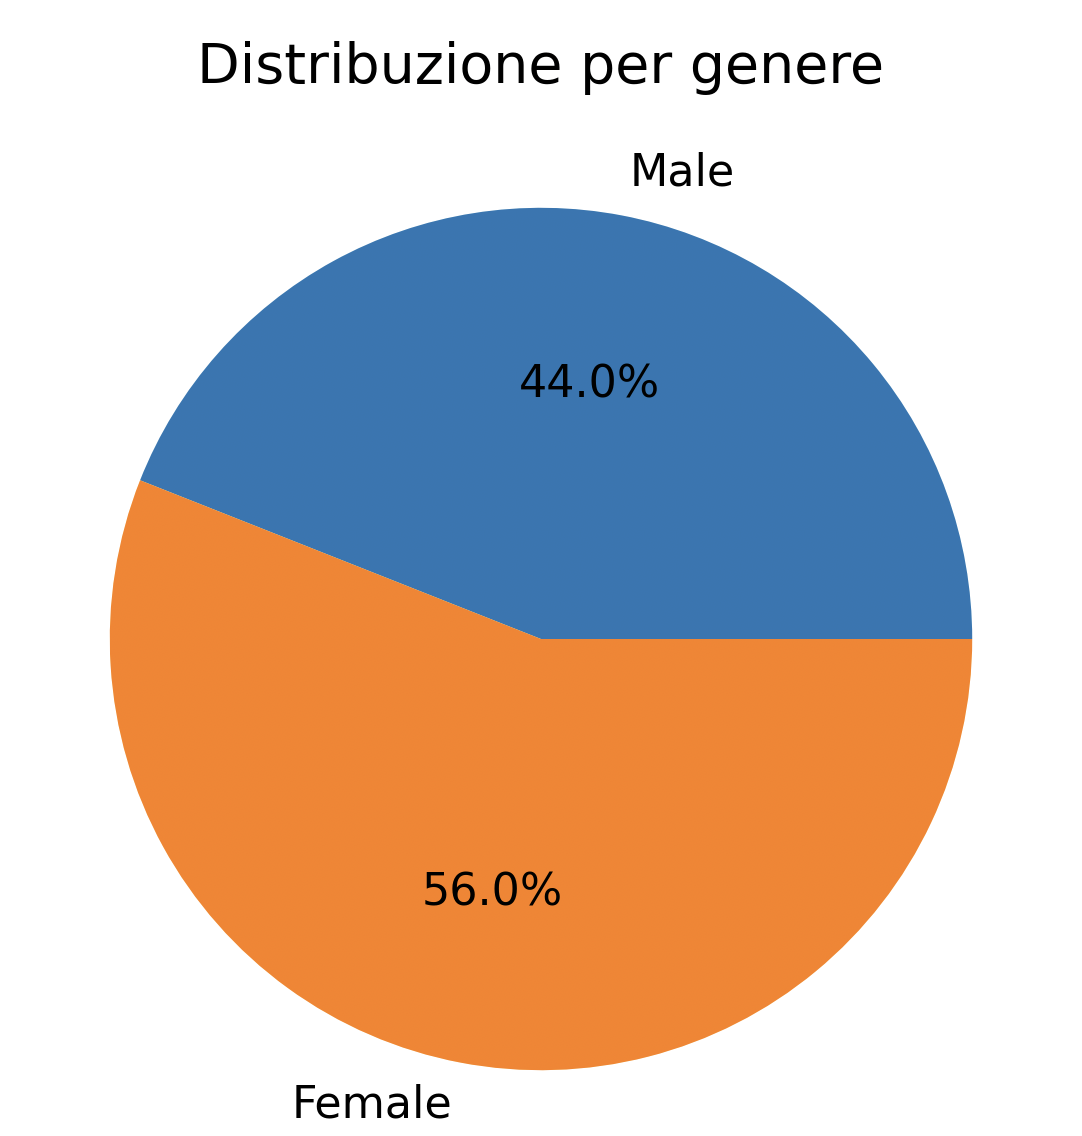 Distribuzione per genere
Male
44.0%
56.0%
Female